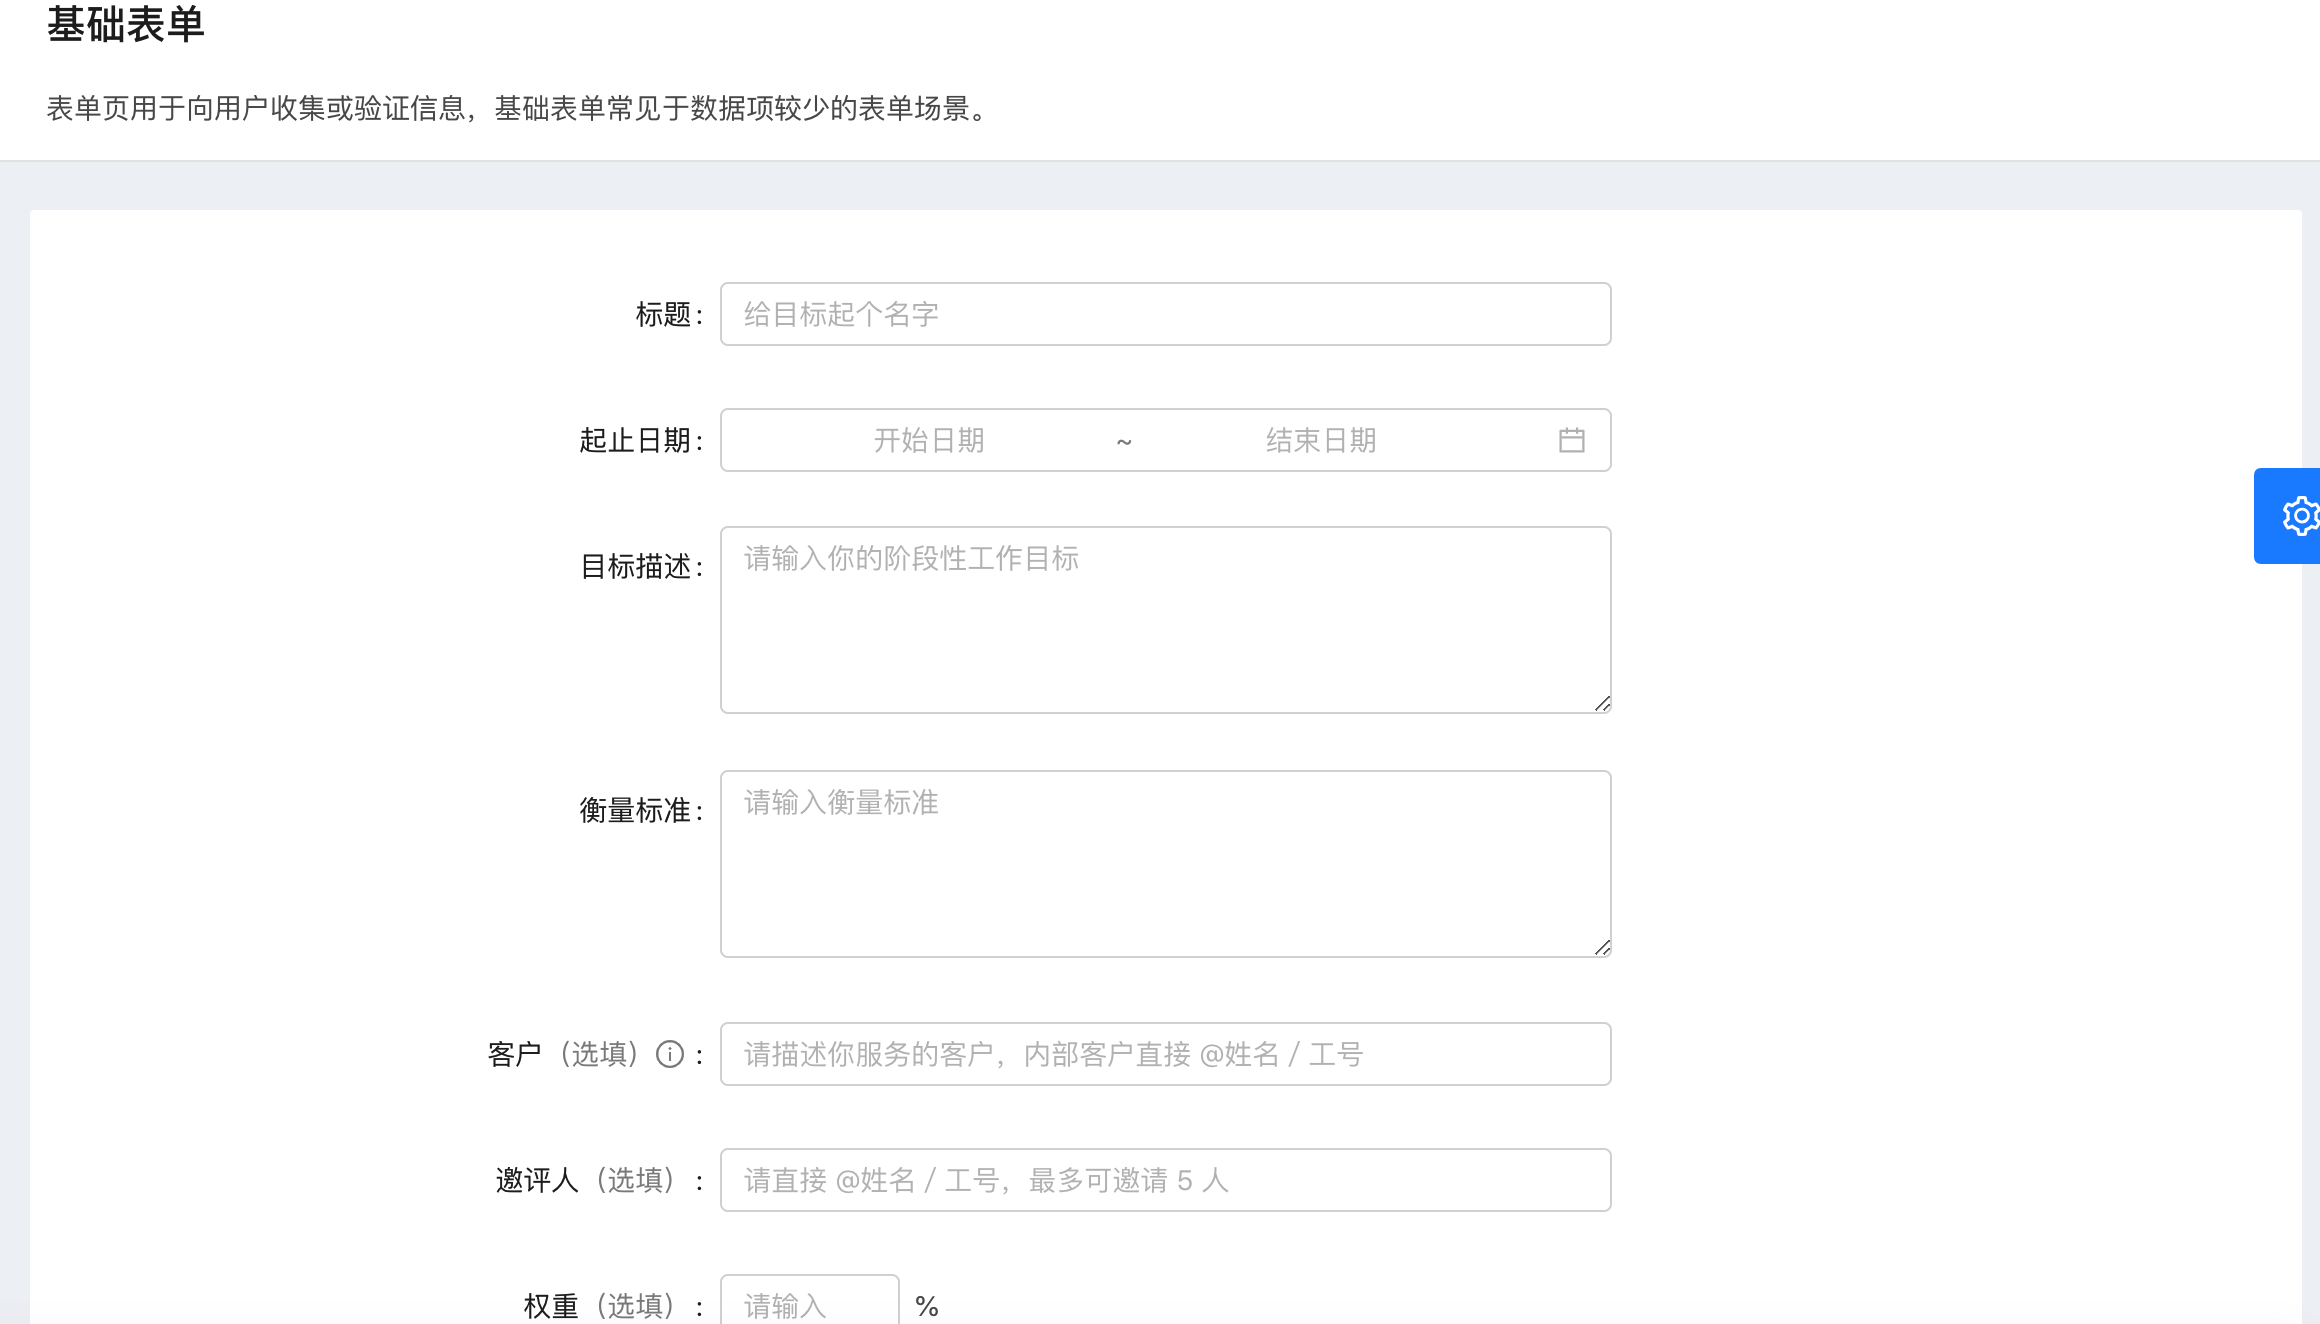 基础表单
表单页用于向用户收集或验证信息，基础表单常见于数据项较少的表单场景。
标题： 给目标起个名字
起止日期： 开始日期 ~ 结束日期
目标描述： 请输入你的阶段性工作目标
衡量标准： 请输入衡量标准
客户（选填）： 请描述你服务的客户，内部客户直接 @姓名 / 工号
邀评人（选填）： 请直接 @姓名 / 工号，最多可邀请 5 人
权重（选填）： 请输入 %